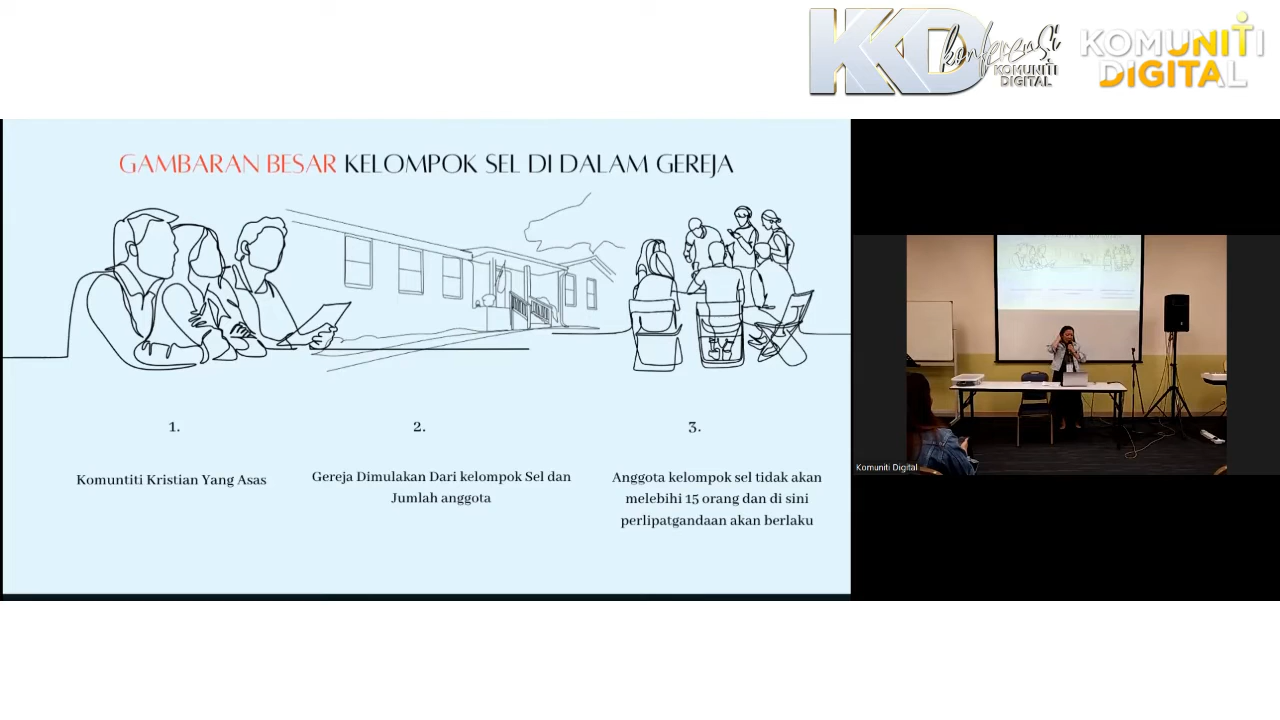 KD
konferensi
KOMUNITI
DIGITAL
KOMUNITI
DIGITAL
GAMBARAN BESAR KELOMPOK SEL DI DALAM GEREJA
1.
Komuntiti Kristian Yang Asas
2.
Gereja Dimulakan Dari kelompok Sel dan
Jumlah anggota
3.
Anggota kelompok sel tidak akan
melebihi 15 orang dan di sini
perlipatgandaan akan berlaku
Komuniti Digital